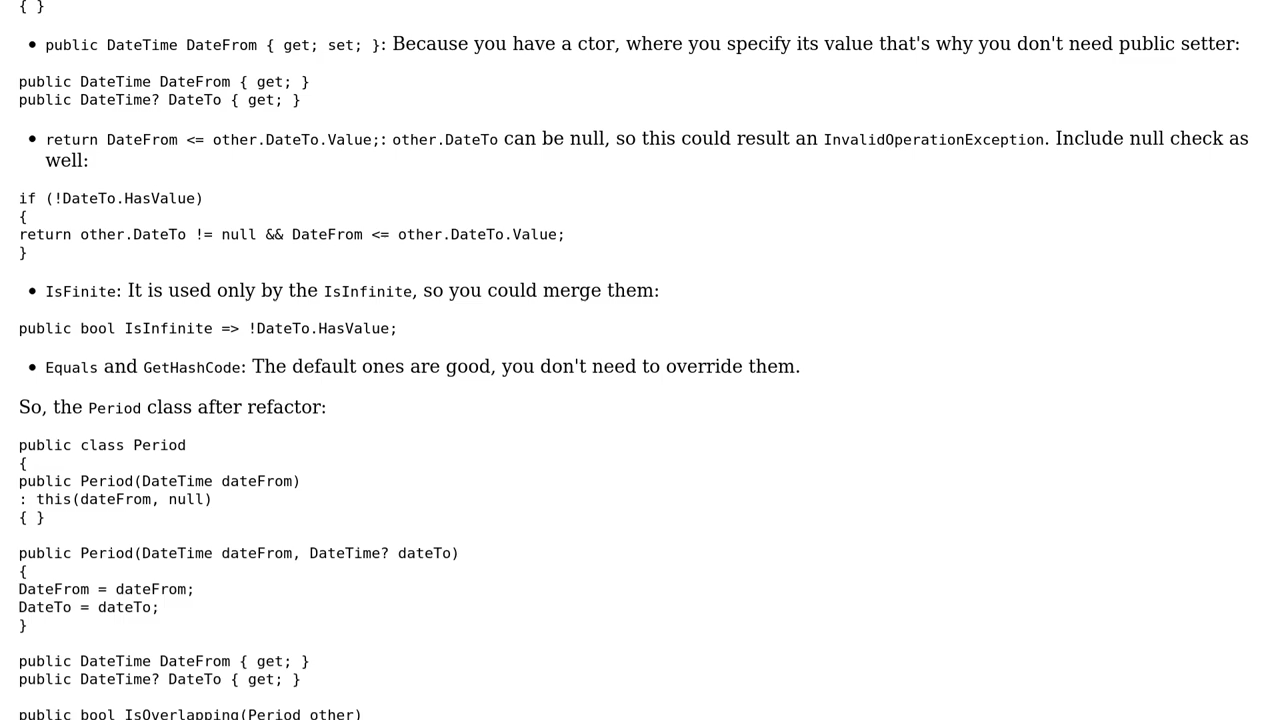 { }
• public DateTime DateFrom { get; set; }: Because you have a ctor, where you specify its value that's why you don't need public setter:
public DateTime DateFrom { get; }
public DateTime? DateTo { get; }
• return DateFrom <= other.DateTo.Value;: other.DateTo can be null, so this could result an InvalidOperationException. Include null check as
well:
if (!DateTo.HasValue)
{
return other.DateTo != null && DateFrom <= other.DateTo.Value;
}
• IsFinite: It is used only by the IsInfinite, so you could merge them:
public bool IsInfinite => !DateTo.HasValue;
• Equals and GetHashCode: The default ones are good, you don't need to override them.
So, the Period class after refactor:
public class Period
{
public Period(DateTime dateFrom)
: this(dateFrom, null)
{ }
public Period(DateTime dateFrom, DateTime? dateTo)
{
DateFrom = dateFrom;
DateTo = dateTo;
}
public DateTime DateFrom { get; }
public DateTime? DateTo { get; }
public bool IsOverlapping(Period other)